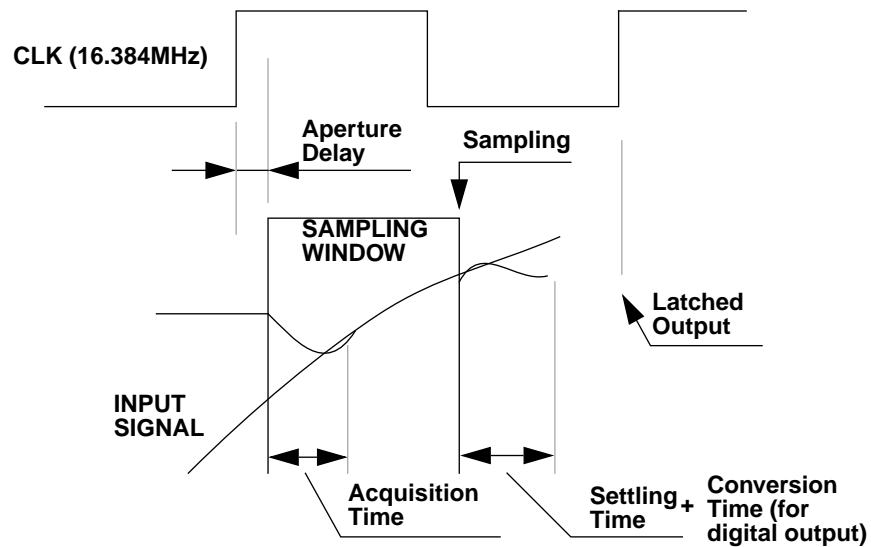 CLK (16.384MHz)
Aperture
Delay
Sampling
SAMPLING
WINDOW
Latched
Output
INPUT
SIGNAL
Acquisition
Time
Settling
Time
+
Conversion
Time (for
digital output)